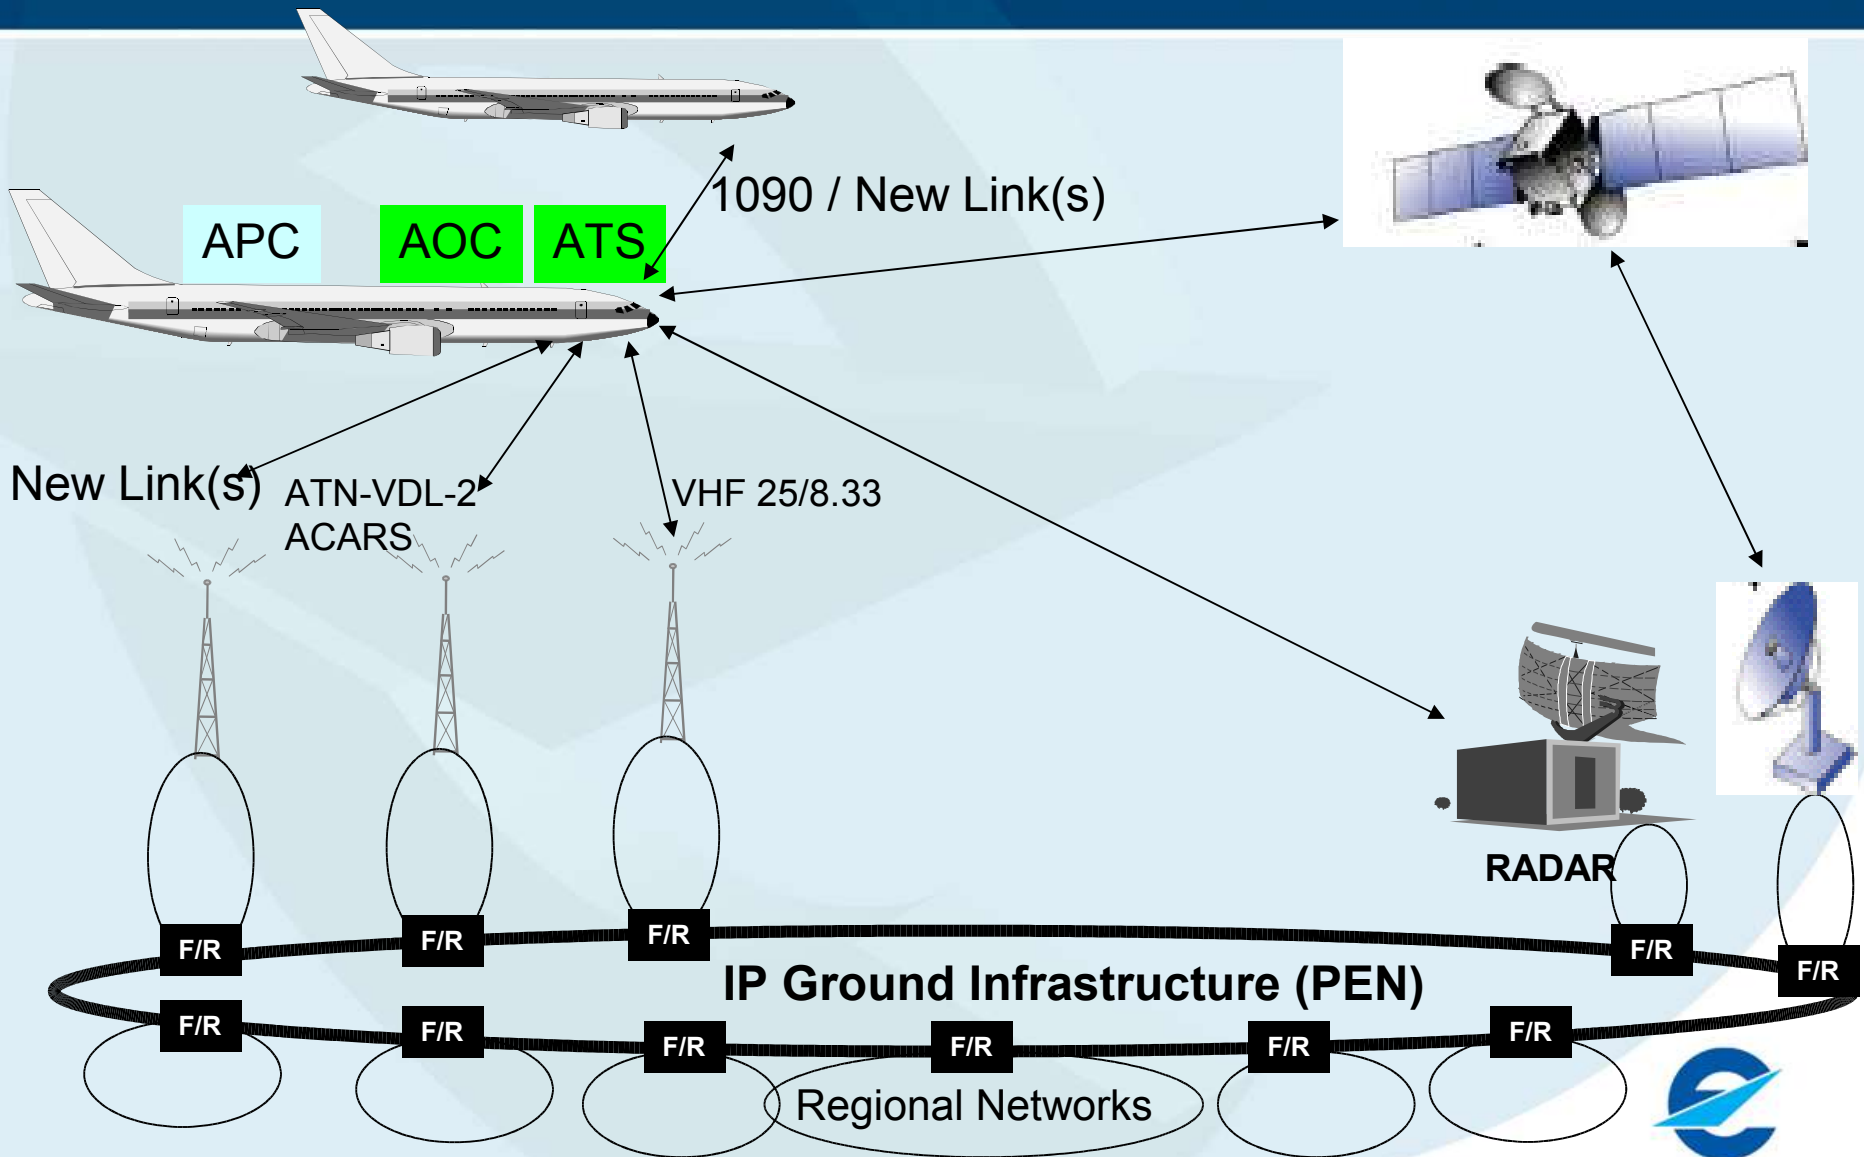 1090 / New Link(s)
APC
AOC
ATS
New Link(s)
ATN-VDL-2
ACARS
VHF 25/8.33
RADAR
F/R
F/R
F/R
F/R
F/R
IP Ground Infrastructure (PEN)
F/R
F/R
F/R
F/R
F/R
F/R
Regional Networks